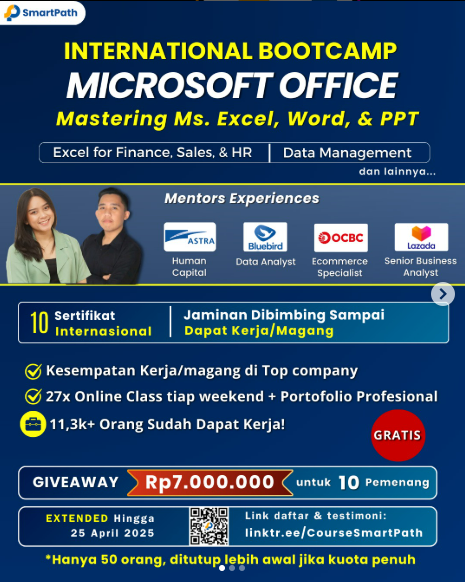 SmartPath
INTERNATIONAL BOOTCAMP
MICROSOFT OFFICE
Mastering Ms. Excel, Word, & PPT
Excel for Finance, Sales, & HR | Data Management
dan lainnya...
Mentors Experiences
ASTRA
Human
Capital
Bluebird
Data Analyst
OCBC
Ecommerce
Specialist
Lazada
Senior Business
Analyst
10 Sertifikat
Internasional
Jaminan Dibimbing Sampai
Dapat Kerja/Magang
Kesempatan Kerja/magang di Top company
27x Online Class tiap weekend + Portofolio Profesional
11,3k+ Orang Sudah Dapat Kerja!
GRATIS
GIVEAWAY Rp7.000.000 untuk 10 Pemenang
EXTENDED Hingga
25 April 2025
Link daftar & testimoni:
linktr.ee/CourseSmartPath
*Hanya 50 orang, ditutup lebih awal jika kuota penuh